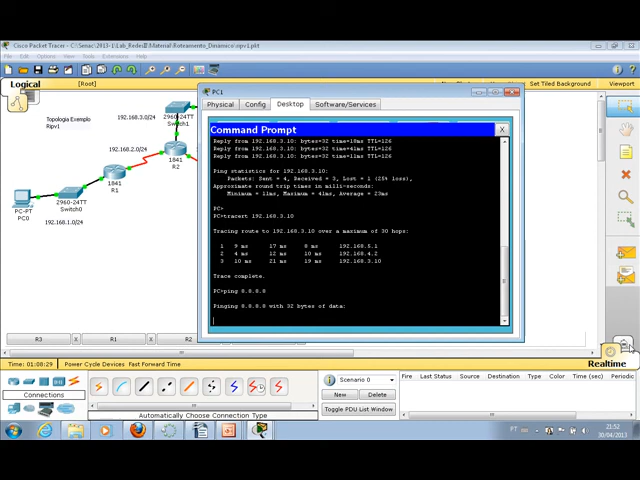 Cisco Packet Tracer - C:\Senac\2013-1\Lab_RedesII\Material\Roteamento_Dinamico\ripv1.pkt
File Edit Options View Tools Extensions Help
Logical
[Root]
Set Tiled Background
Topologia Exemplo
Ripv1
192.168.3.0/24
2960-24TT
Switch1
192.168.2.0/24
1841
R2
1841
R1
2960-24TT
Switch0
PC-PT
PC0
192.168.1.0/24
PC1
Physical
Config
Desktop
Software/Services
Command Prompt
X
Reply from 192.168.3.10: bytes=32 time=18ms TTL=126
Reply from 192.168.3.10: bytes=32 time=41ms TTL=126
Reply from 192.168.3.10: bytes=32 time=11ms TTL=126
Ping statistics for 192.168.3.10:
Packets: Sent = 4, Received = 3, Lost = 1 (25% loss),
Approximate round trip times in milli-seconds:
Minimum = 11ms, Maximum = 41ms, Average = 23ms
PC>
PC>tracert 192.168.3.10
Tracing route to 192.168.3.10 over a maximum of 30 hops:
1 9 ms 17 ms 8 ms 192.168.5.1
2 4 ms 12 ms 10 ms 192.168.4.2
3 10 ms 21 ms 19 ms 192.168.3.10
Trace complete.
PC>ping 8.8.8.8
Pinging 8.8.8.8 with 32 bytes of data:
R3
R1
R2
Time: 01:08:29
Power Cycle Devices Fast Forward Time
Realtime
Connections
Automatically Choose Connection Type
Scenario 0
New
Delete
Toggle PDU List Window
Fire Last Status Source Destination Type Color Time (sec) Periodic
PT
21:52
30/04/2013